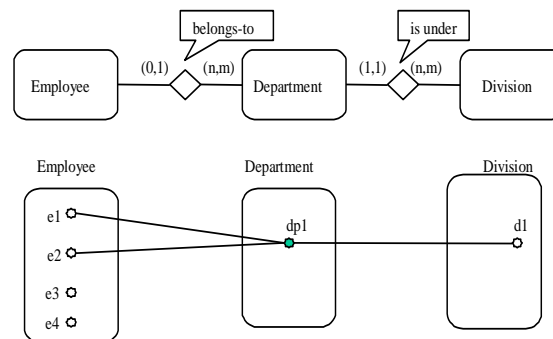 belongs-to
is under
(0,1) (n,m) (1,1) (n,m)
Employee Department Division
Employee Department Division
e1 dp1 d1
e2
e3
e4